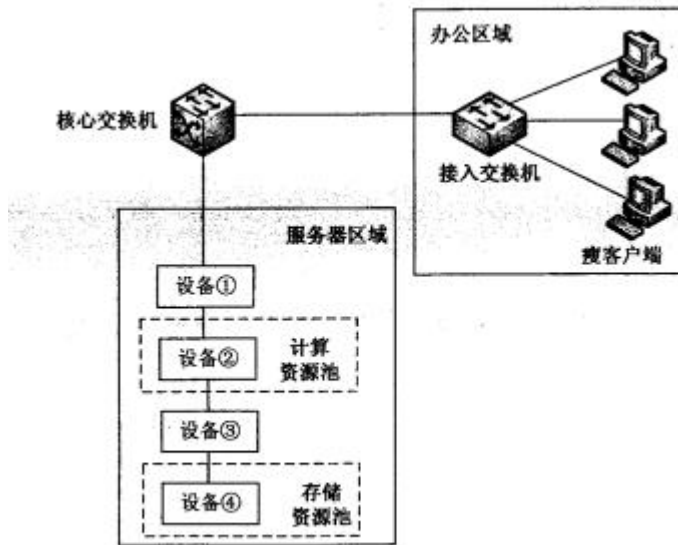 办公区域
核心交换机
接入交换机
瘦客户端
服务器区域
设备①
设备②
计算
资源池
设备③
设备④
存储
资源池